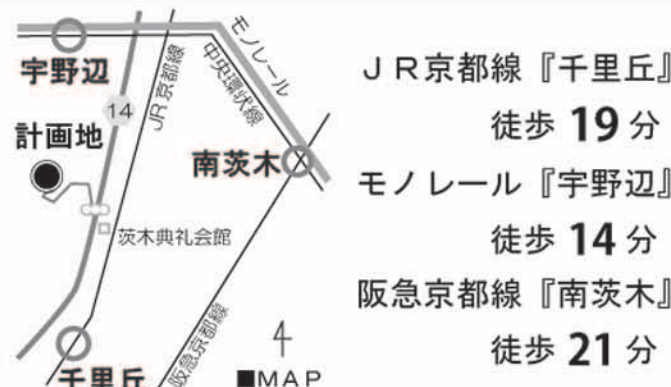 宇野辺
計画地
14
JR京都線
モノレール
中央環状線
南茨木
茨木典礼会館
阪急京都線
千里丘
4
■MAP
JR京都線『千里丘』
徒歩 19 分
モノレール『宇野辺』
徒歩 14 分
阪急京都線『南茨木』
徒歩 21 分